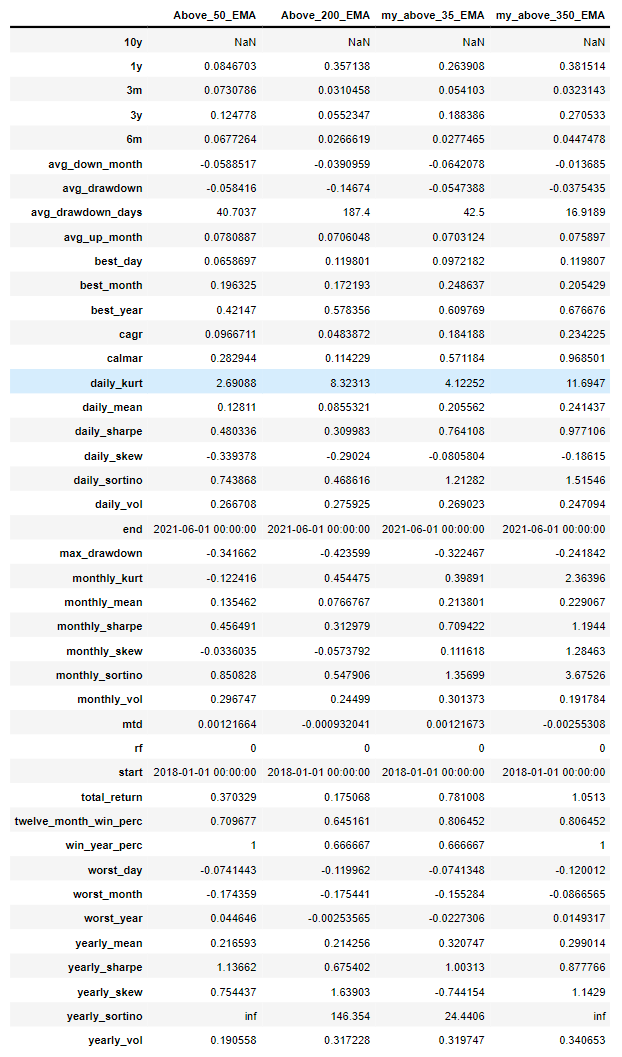 Above_50_EMA Above_200_EMA my_above_35_EMA my_above_350_EMA
10y NaN NaN NaN NaN
1y 0.0846703 0.357138 0.263908 0.381514
3m 0.0730786 0.0310458 0.054103 0.0323143
3y 0.124778 0.0552347 0.188386 0.270533
6m 0.0677264 0.0266619 0.0277465 0.0447478
avg_down_month -0.0588517 -0.0390959 -0.0642078 -0.013685
avg_drawdown -0.058416 -0.14674 -0.0547388 -0.0375435
avg_drawdown_days 40.7037 187.4 42.5 16.9189
avg_up_month 0.0780887 0.0706048 0.0703124 0.075897
best_day 0.0658697 0.119801 0.0972182 0.119807
best_month 0.196325 0.172193 0.248637 0.205429
best_year 0.42147 0.578356 0.609769 0.676676
cagr 0.0966711 0.0483872 0.184188 0.234225
calmar 0.282944 0.114229 0.571184 0.968501
daily_kurt 2.69088 8.32313 4.12252 11.6947
daily_mean 0.12811 0.0855321 0.205562 0.241437
daily_sharpe 0.480336 0.309983 0.764108 0.977106
daily_skew -0.339378 -0.29024 -0.0805804 -0.18615
daily_sortino 0.743868 0.468616 1.21282 1.51546
daily_vol 0.266708 0.275925 0.269023 0.247094
end 2021-06-01 00:00:00 2021-06-01 00:00:00 2021-06-01 00:00:00 2021-06-01 00:00:00
max_drawdown -0.341662 -0.423599 -0.322467 -0.241842
monthly_kurt -0.122416 0.454475 0.39891 2.36396
monthly_mean 0.135462 0.0766767 0.213801 0.229067
monthly_sharpe 0.456491 0.312979 0.709422 1.1944
monthly_skew -0.0336035 -0.0573792 0.111618 1.28463
monthly_sortino 0.850828 0.547906 1.35699 3.67526
monthly_vol 0.296747 0.24499 0.301373 0.191784
mtd 0.00121664 -0.000932041 0.00121673 -0.00255308
rf 0 0 0 0
start 2018-01-01 00:00:00 2018-01-01 00:00:00 2018-01-01 00:00:00 2018-01-01 00:00:00
total_return 0.370329 0.175068 0.781008 1.0513
twelve_month_win_perc 0.709677 0.645161 0.806452 0.806452
win_year_perc 1 0.666667 0.666667 1
worst_day -0.0741443 -0.119962 -0.0741348 -0.120012
worst_month -0.174359 -0.175441 -0.155284 -0.0866565
worst_year 0.044646 -0.00253565 -0.0227306 0.0149317
yearly_mean 0.216593 0.214256 0.320747 0.299014
yearly_sharpe 1.13662 0.675402 1.00313 0.877766
yearly_skew 0.754437 1.63903 -0.744154 1.1429
yearly_sortino inf 146.354 24.4406 inf
yearly_vol 0.190558 0.317228 0.319747 0.340653